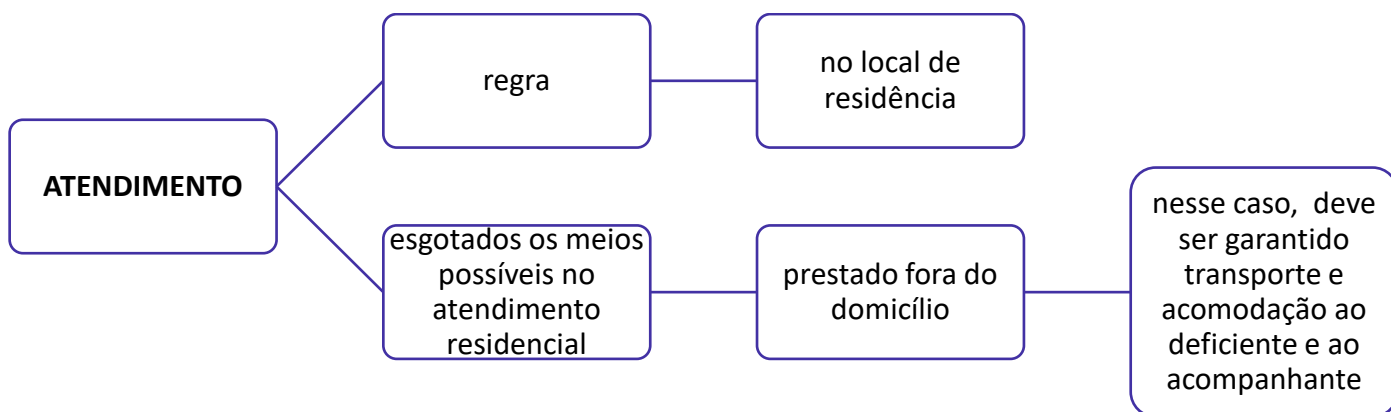 ATENDIMENTO
regra
no local de
residência
esgotados os meios
possíveis no
atendimento
residencial
prestado fora do
domicílio
nesse caso, deve
ser garantido
transporte e
acomodação ao
deficiente e ao
acompanhante